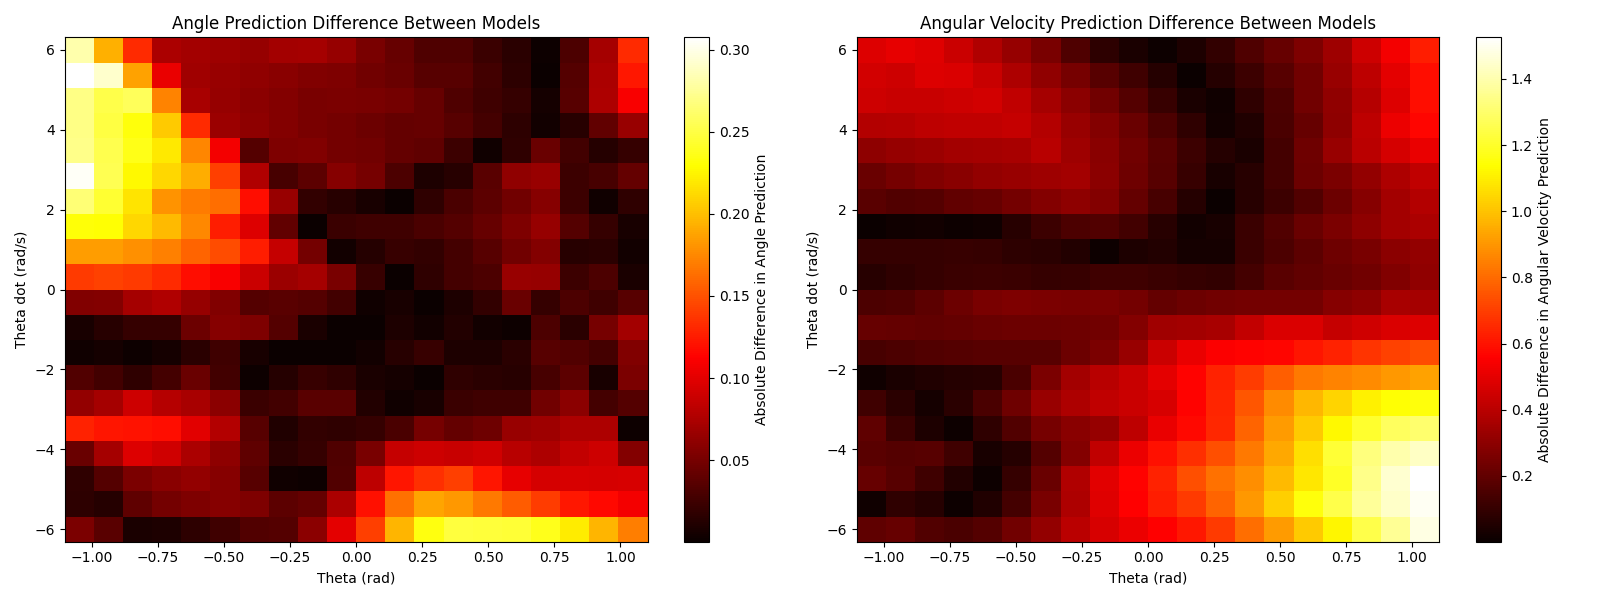 Angle Prediction Difference Between Models
Theta dot (rad/s)
6
4
2
0
−2
−4
−6
−1.00 −0.75 −0.50 −0.25 0.00 0.25 0.50 0.75 1.00
Theta (rad)
0.30
0.25
0.20
0.15
0.10
0.05
Absolute Difference in Angle Prediction
Angular Velocity Prediction Difference Between Models
Theta dot (rad/s)
6
4
2
0
−2
−4
−6
−1.00 −0.75 −0.50 −0.25 0.00 0.25 0.50 0.75 1.00
Theta (rad)
1.4
1.2
1.0
0.8
0.6
0.4
0.2
Absolute Difference in Angular Velocity Prediction